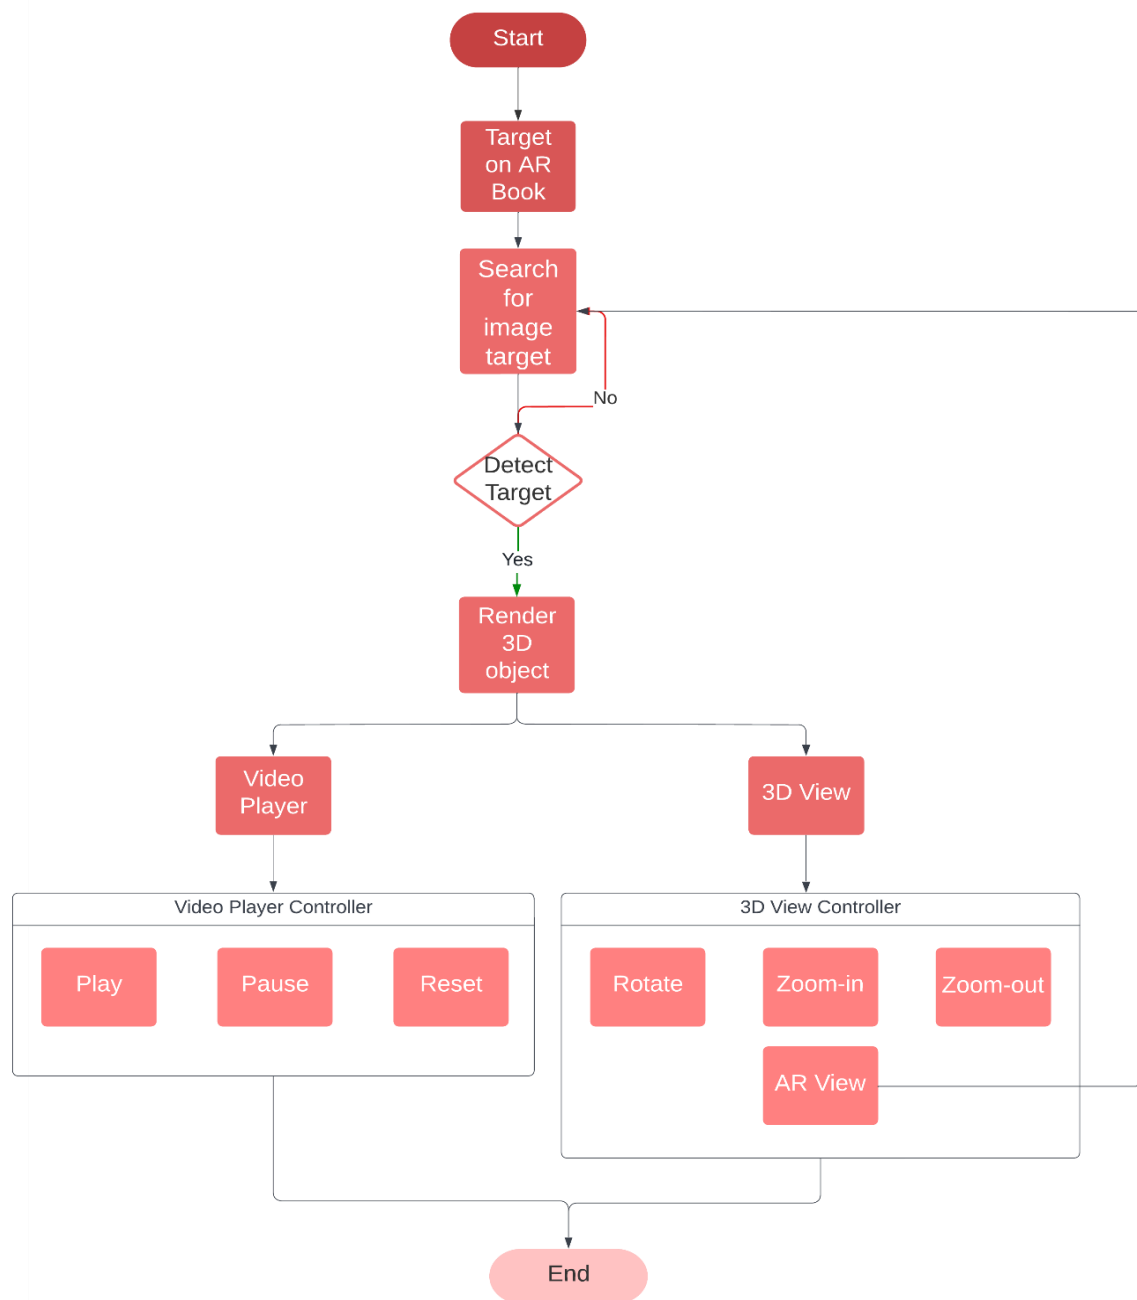 Start
Target
on AR
Book
Search
for
image
target
No
Detect
Target
Yes
Render
3D
object
Video
Player
3D View
Video Player Controller
Play
Pause
Reset
3D View Controller
Rotate
Zoom-in
Zoom-out
AR View
End